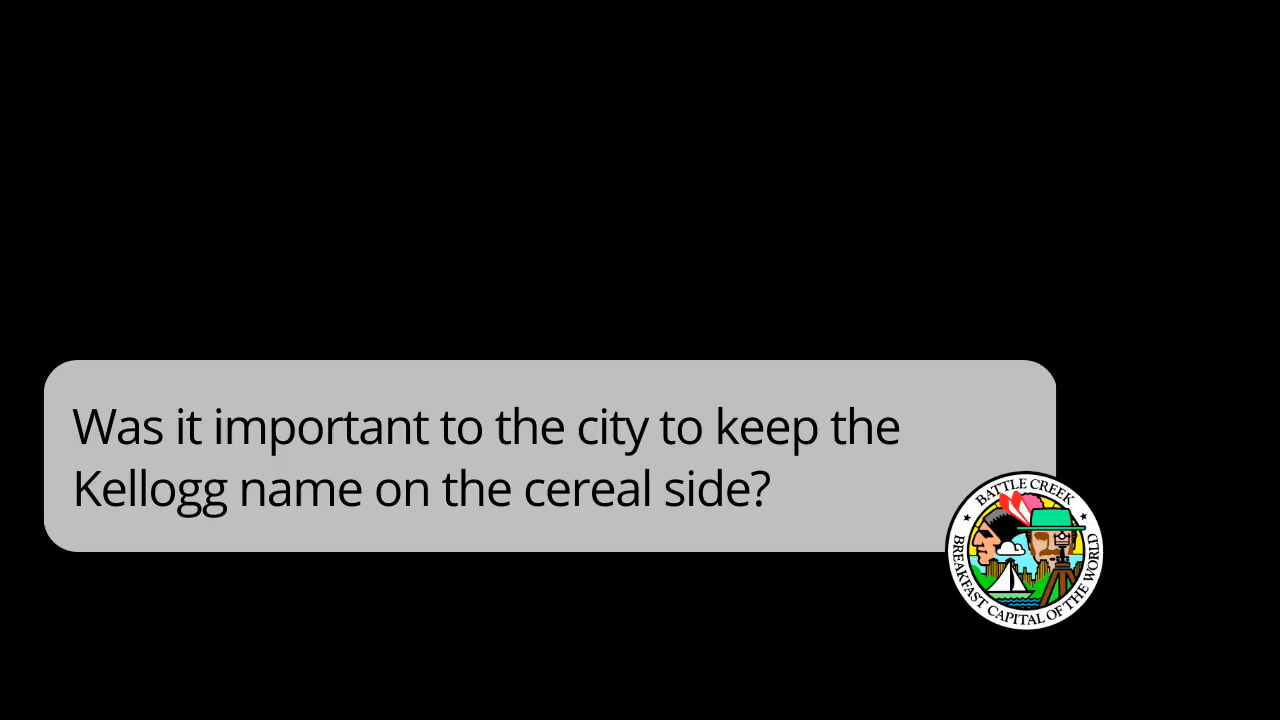 Was it important to the city to keep the
Kellogg name on the cereal side?
BATTLE CREEK
BREAKFAST CAPITAL OF THE WORLD